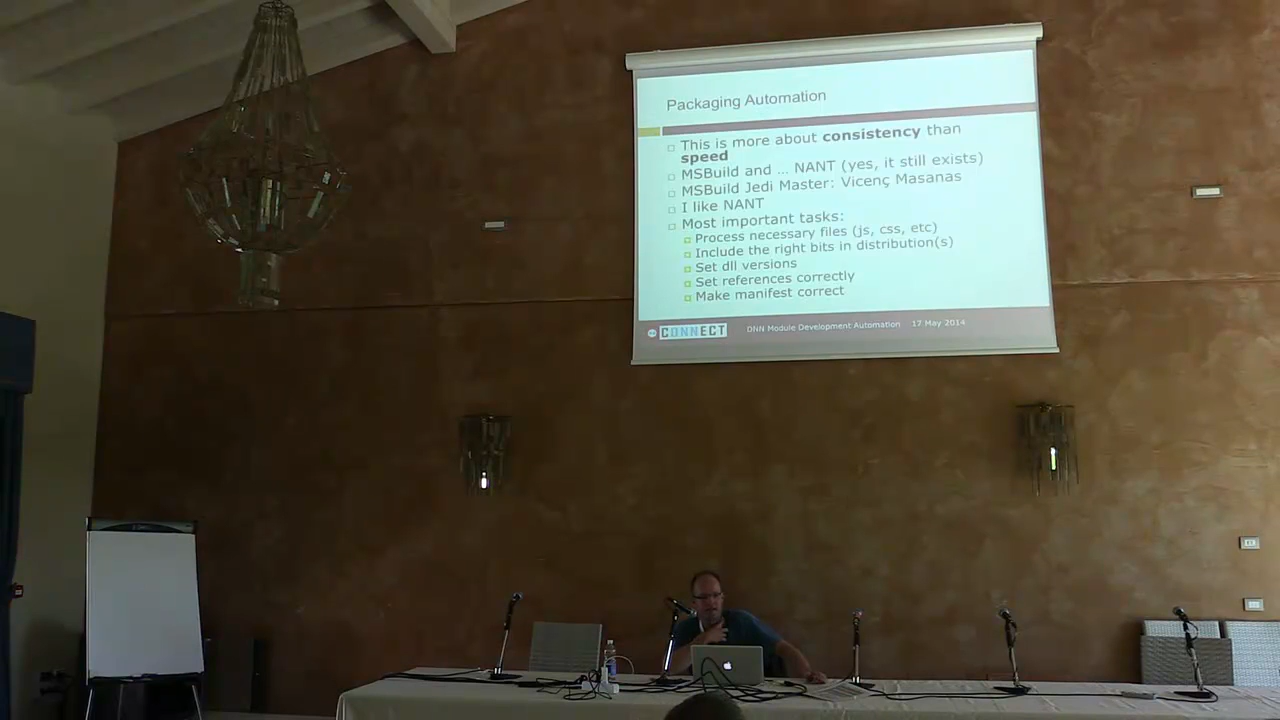 Packaging Automation
This is more about consistency than
speed
MSBuild and ... NANT (yes, it still exists)
MSBuild Jedi Master: Vicenç Masanas
I like NANT
Most important tasks:
Process necessary files (js, css, etc)
Include the right bits in distribution(s)
Set dll versions
Set references correctly
Make manifest correct
CONNECT DNN Module Development Automation 17 May 2014